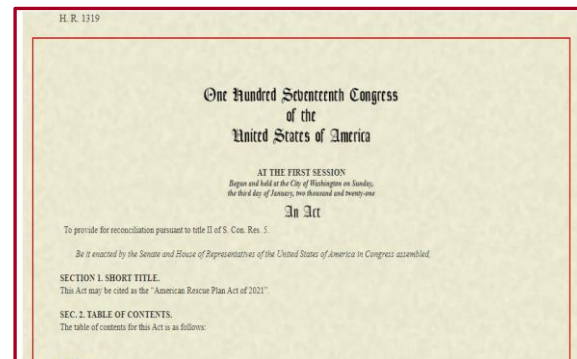 H. R. 1319
One Hundred Seventeenth Congress
of the
United States of America
AT THE FIRST SESSION
Begun and held at the City of Washington on Sunday,
the third day of January, two thousand and twenty-one
An Act
To provide for reconciliation pursuant to title II of S. Con. Res. 5.
Be it enacted by the Senate and House of Representatives of the United States of America in Congress assembled,
SECTION 1. SHORT TITLE.
This Act may be cited as the “American Rescue Plan Act of 2021”.
SEC. 2. TABLE OF CONTENTS.
The table of contents for this Act is as follows: